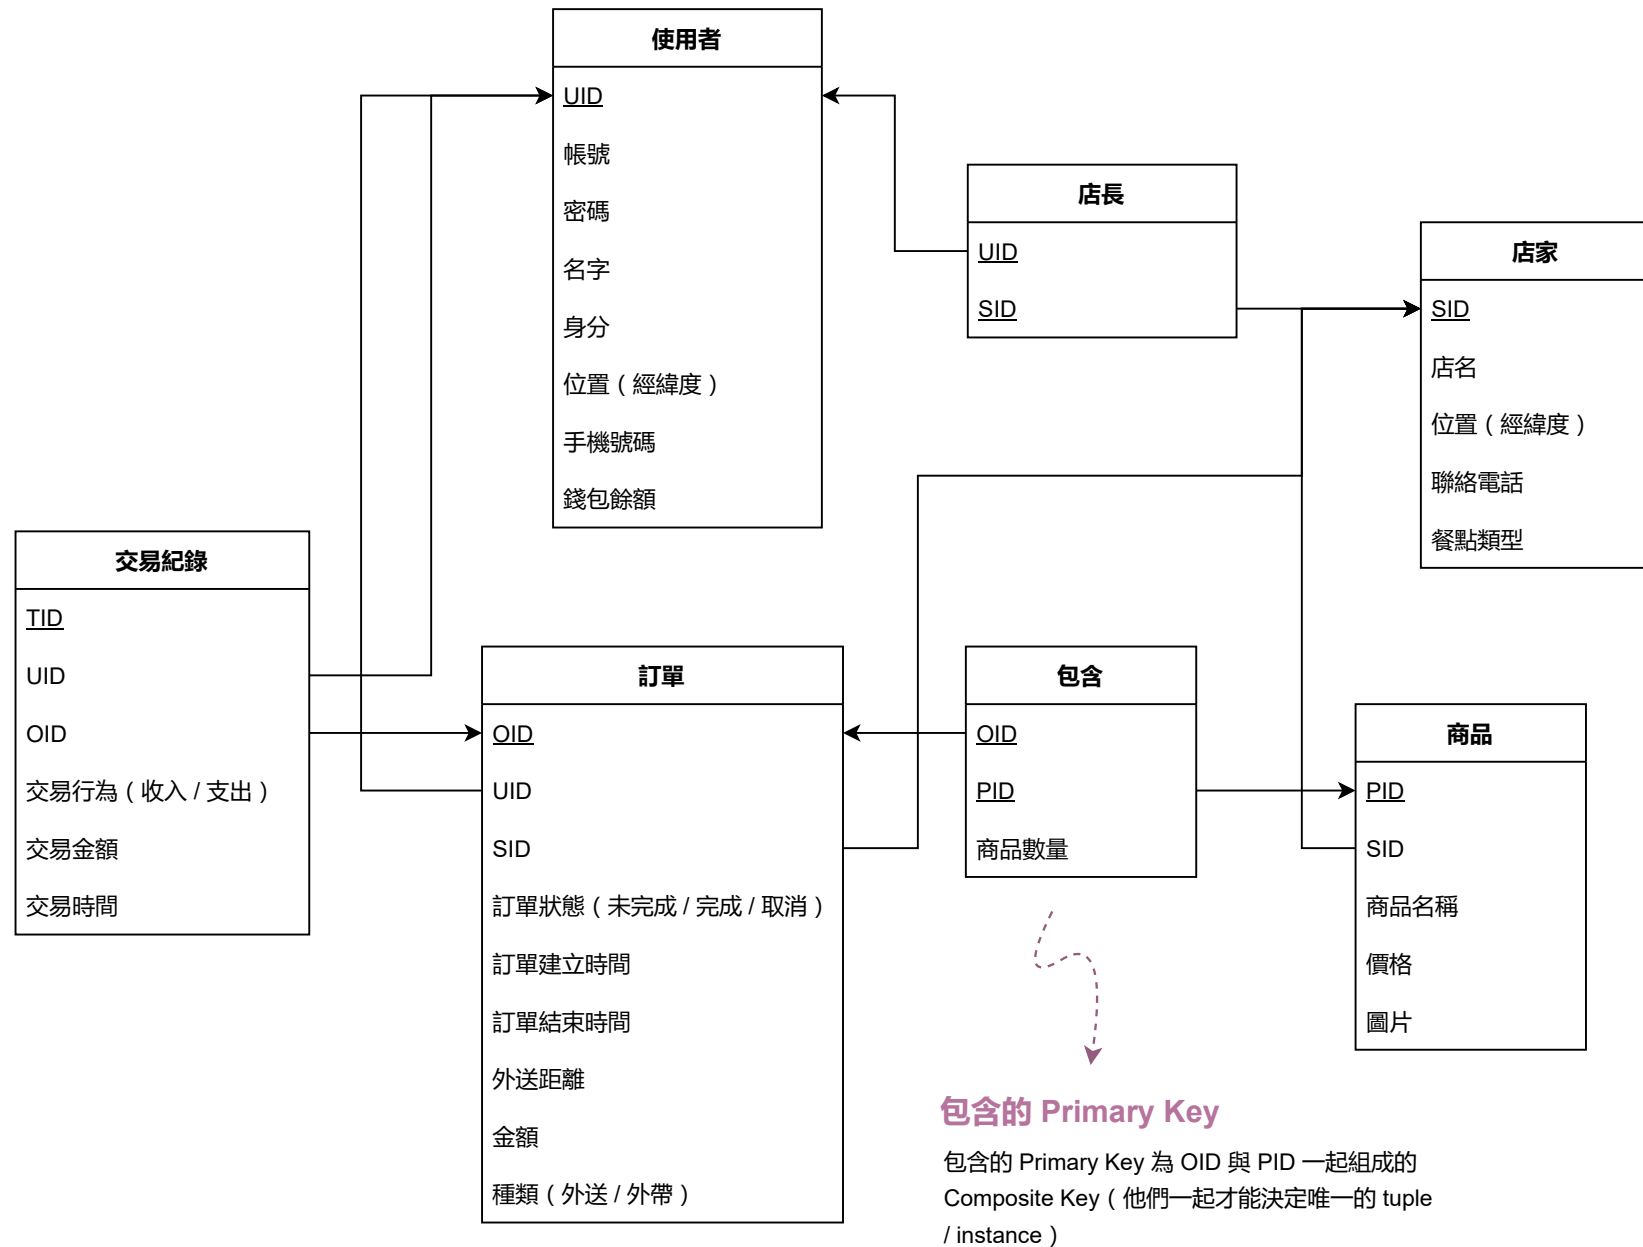 使用者
UID
帳號
密碼
名字
身分
位置（經緯度）
手機號碼
錢包餘額
店長
UID
SID
店家
SID
店名
位置（經緯度）
聯絡電話
餐點類型
交易紀錄
TID
UID
OID
交易行為（收入 / 支出）
交易金額
交易時間
訂單
OID
UID
SID
訂單狀態（未完成 / 完成 / 取消）
訂單建立時間
訂單結束時間
外送距離
金額
種類（外送 / 外帶）
包含
OID
PID
商品數量
商品
PID
SID
商品名稱
價格
圖片
包含的 Primary Key
包含的 Primary Key 為 OID 與 PID 一起組成的
Composite Key（他們一起才能決定唯一的 tuple
/ instance）